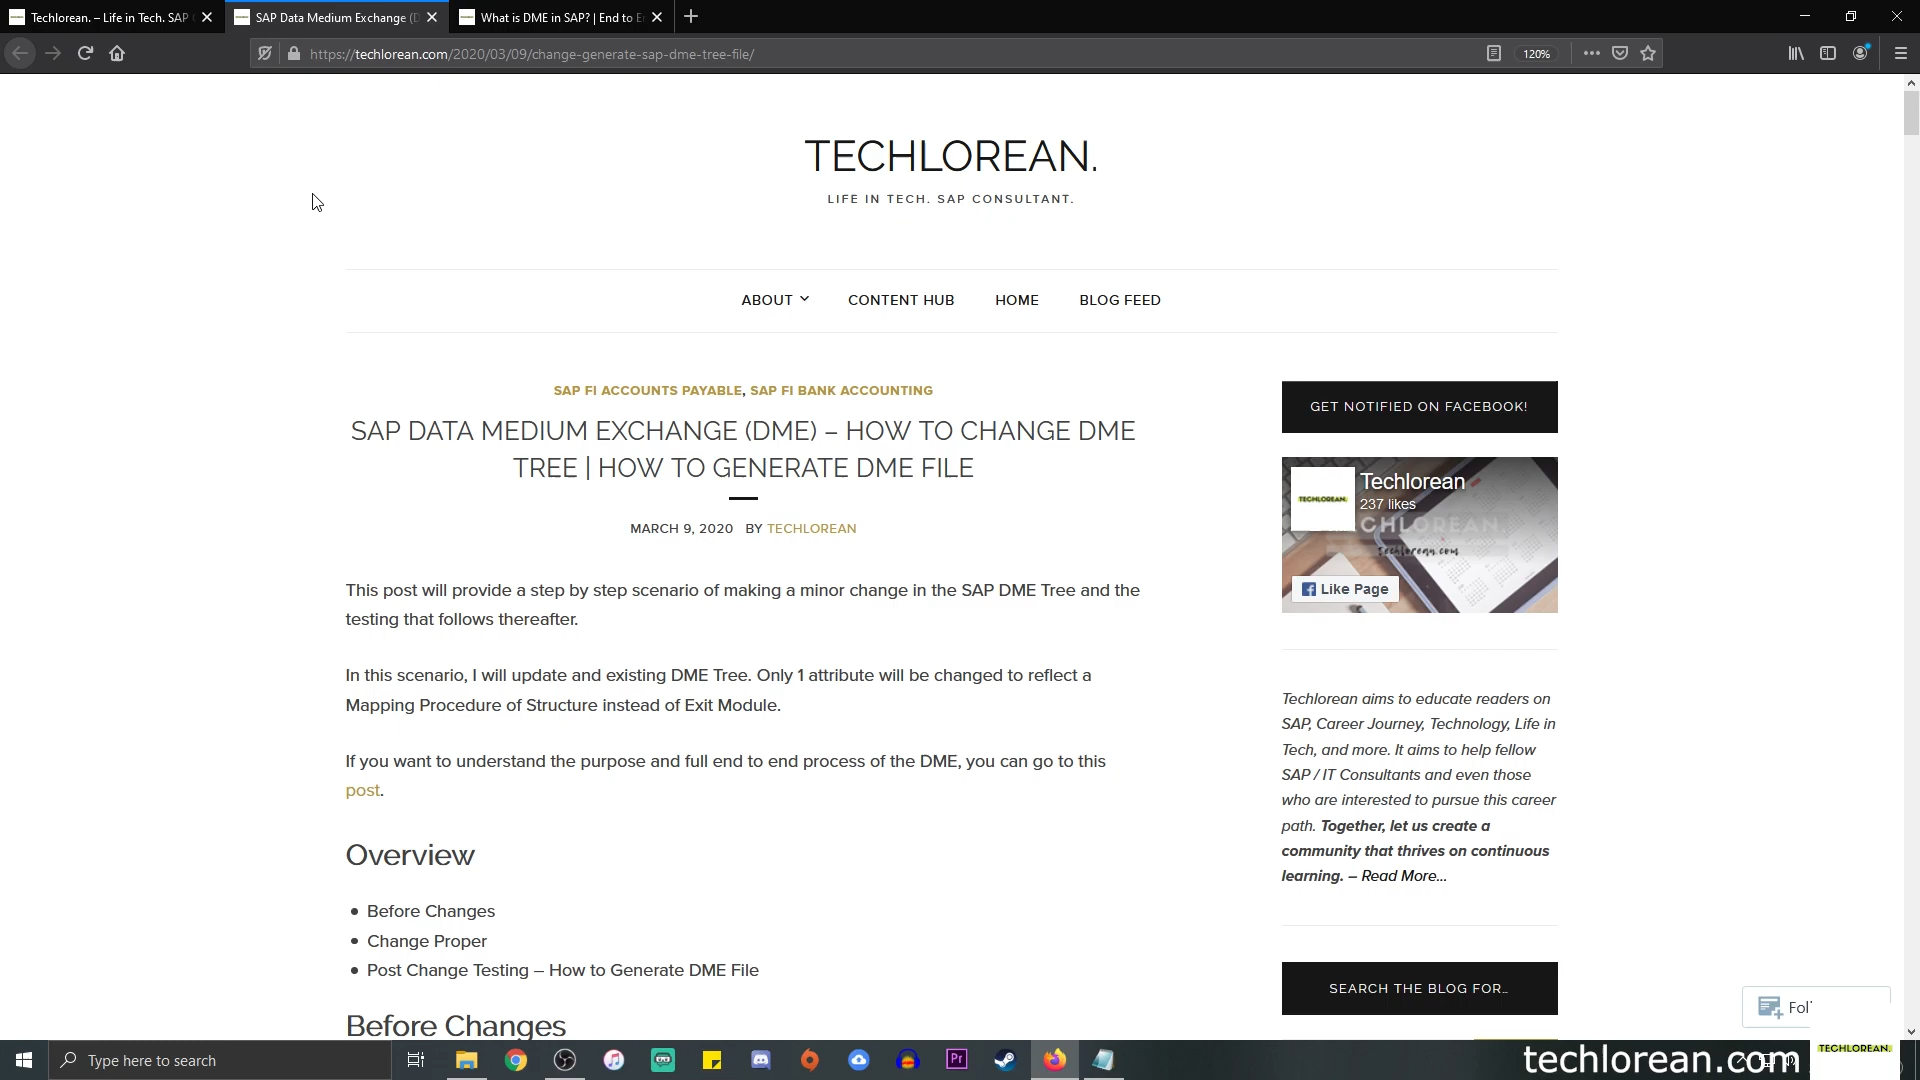 Techlorean. – Life in Tech. SAP
SAP Data Medium Exchange (D
What is DME in SAP? | End to E
https://techlorean.com/2020/03/09/change-generate-sap-dme-tree-file/
120%
TECHLOREAN.
LIFE IN TECH. SAP CONSULTANT.
ABOUT
CONTENT HUB
HOME
BLOG FEED
SAP FI ACCOUNTS PAYABLE, SAP FI BANK ACCOUNTING
SAP DATA MEDIUM EXCHANGE (DME) – HOW TO CHANGE DME
TREE | HOW TO GENERATE DME FILE
MARCH 9, 2020 BY TECHLOREAN
This post will provide a step by step scenario of making a minor change in the SAP DME Tree and the
testing that follows thereafter.
In this scenario, I will update and existing DME Tree. Only 1 attribute will be changed to reflect a
Mapping Procedure of Structure instead of Exit Module.
If you want to understand the purpose and full end to end process of the DME, you can go to this
post.
Overview
Before Changes
Change Proper
Post Change Testing – How to Generate DME File
Before Changes
GET NOTIFIED ON FACEBOOK!
TECHLOREAN.
Techlorean
237 likes
CHLOREAN.
techlorean.com
Like Page
Techlorean aims to educate readers on
SAP, Career Journey, Technology, Life in
Tech, and more. It aims to help fellow
SAP / IT Consultants and even those
who are interested to pursue this career
path. Together, let us create a
community that thrives on continuous
learning. – Read More…
SEARCH THE BLOG FOR…
Fol
Type here to search
Pr
techlorean.com
TECHLOREAN.